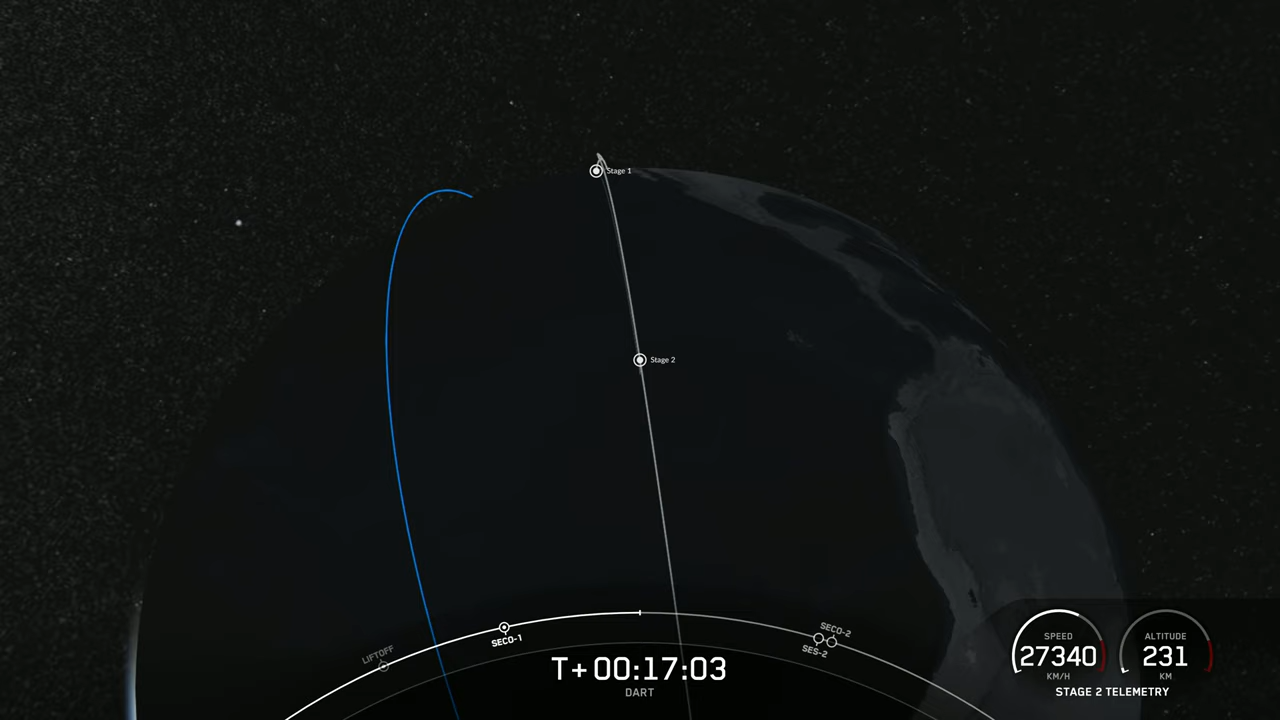 Stage 1
Stage 2
LIFTOFF
SECO-1
SECO-2
SES-2
T+ 00:17:03
DART
SPEED
27340
KM/H
ALTITUDE
231
KM
STAGE 2 TELEMETRY